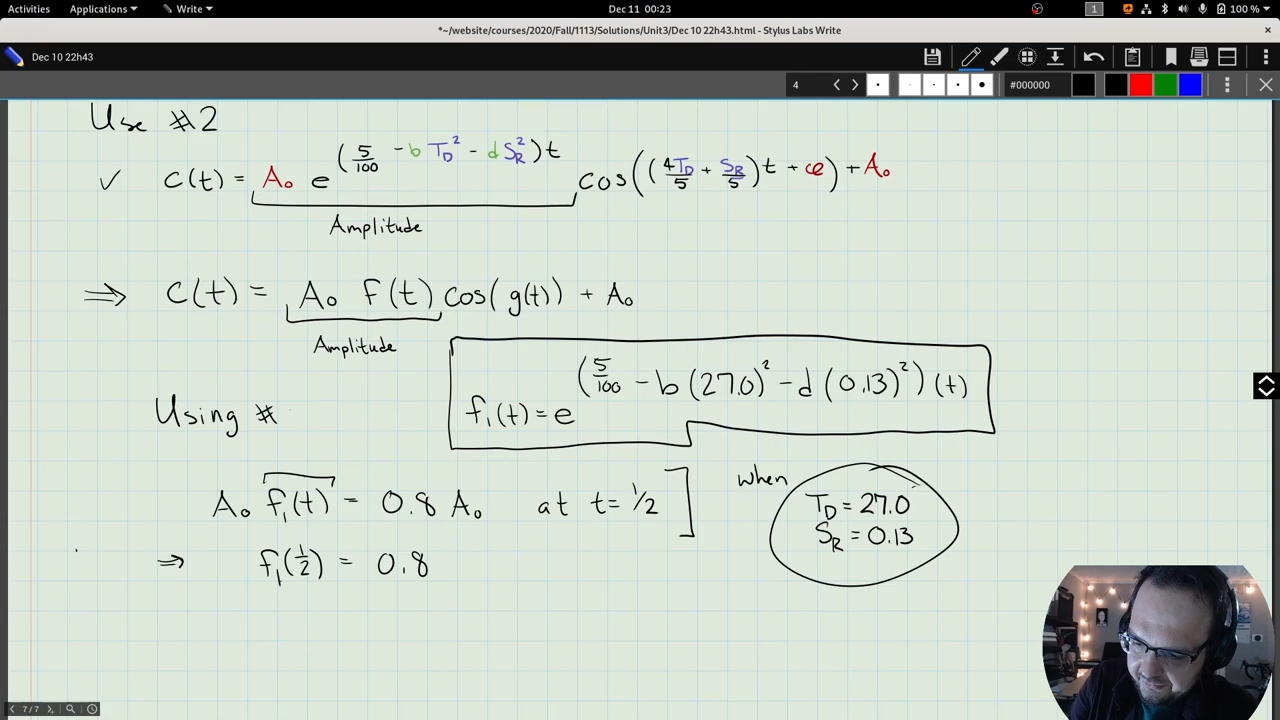 Activities Applications Write Dec 11 00:23 1 100 %
*~/website/courses/2020/Fall/1113/Solutions/Unit3/Dec 10 22h43.html - Stylus Labs Write
Dec 10 22h43
4 #000000
Use #2
✓ C(t) = A₀ e^((5/100 - b T_D² - d S_R²)t) cos((4T_D/5 + S_R/5)t + φ) + A₀
Amplitude
⇒ C(t) = A₀ f(t) cos(g(t)) + A₀
Amplitude
f₁(t) = e^((5/100 - b(27.0)² - d(0.13)²)(t))
Using #
A₀ f₁(t) = 0.8 A₀ at t = 1/2 ] when T_D = 27.0
S_R = 0.13
⇒ f₁(1/2) = 0.8
7/7